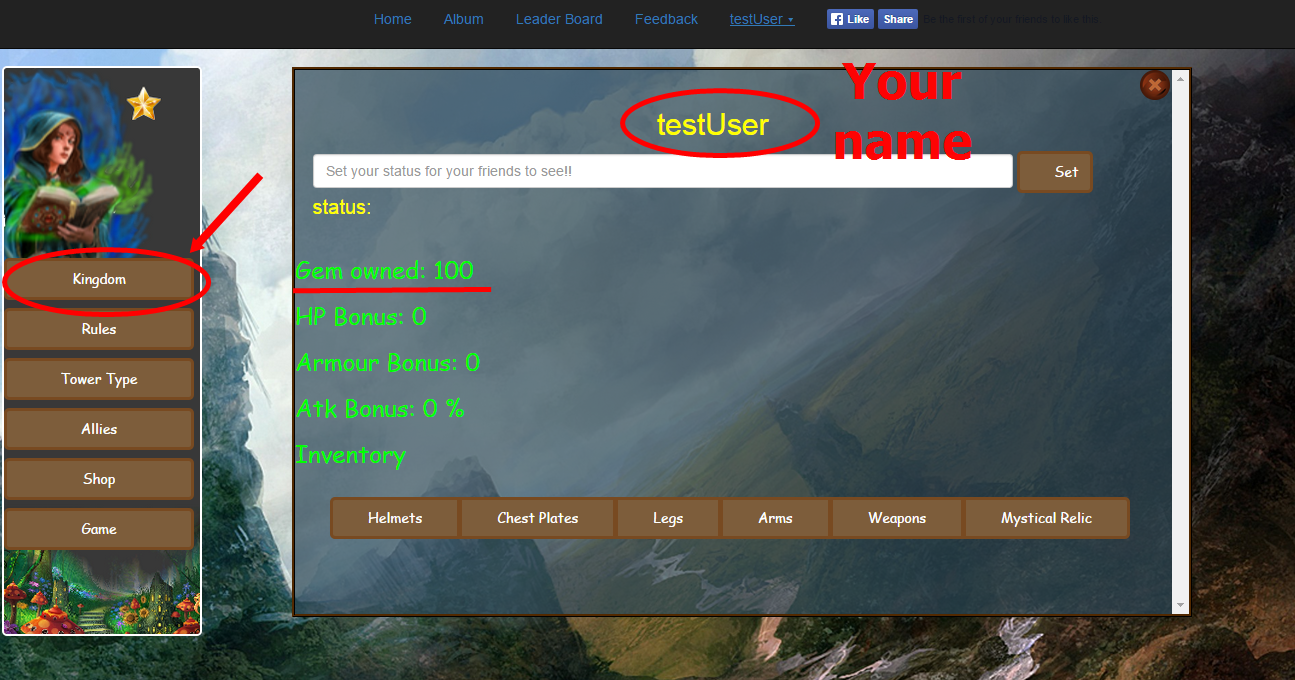 Home Album Leader Board Feedback testUser Like Share Be the first of your friends to like this.
Your
name
testUser
Set your status for your friends to see!! Set
status:
Kingdom
Gem owned: 100
HP Bonus: 0
Rules
Armour Bonus: 0
Tower Type
Atk Bonus: 0 %
Allies
Inventory
Shop
Helmets Chest Plates Legs Arms Weapons Mystical Relic
Game